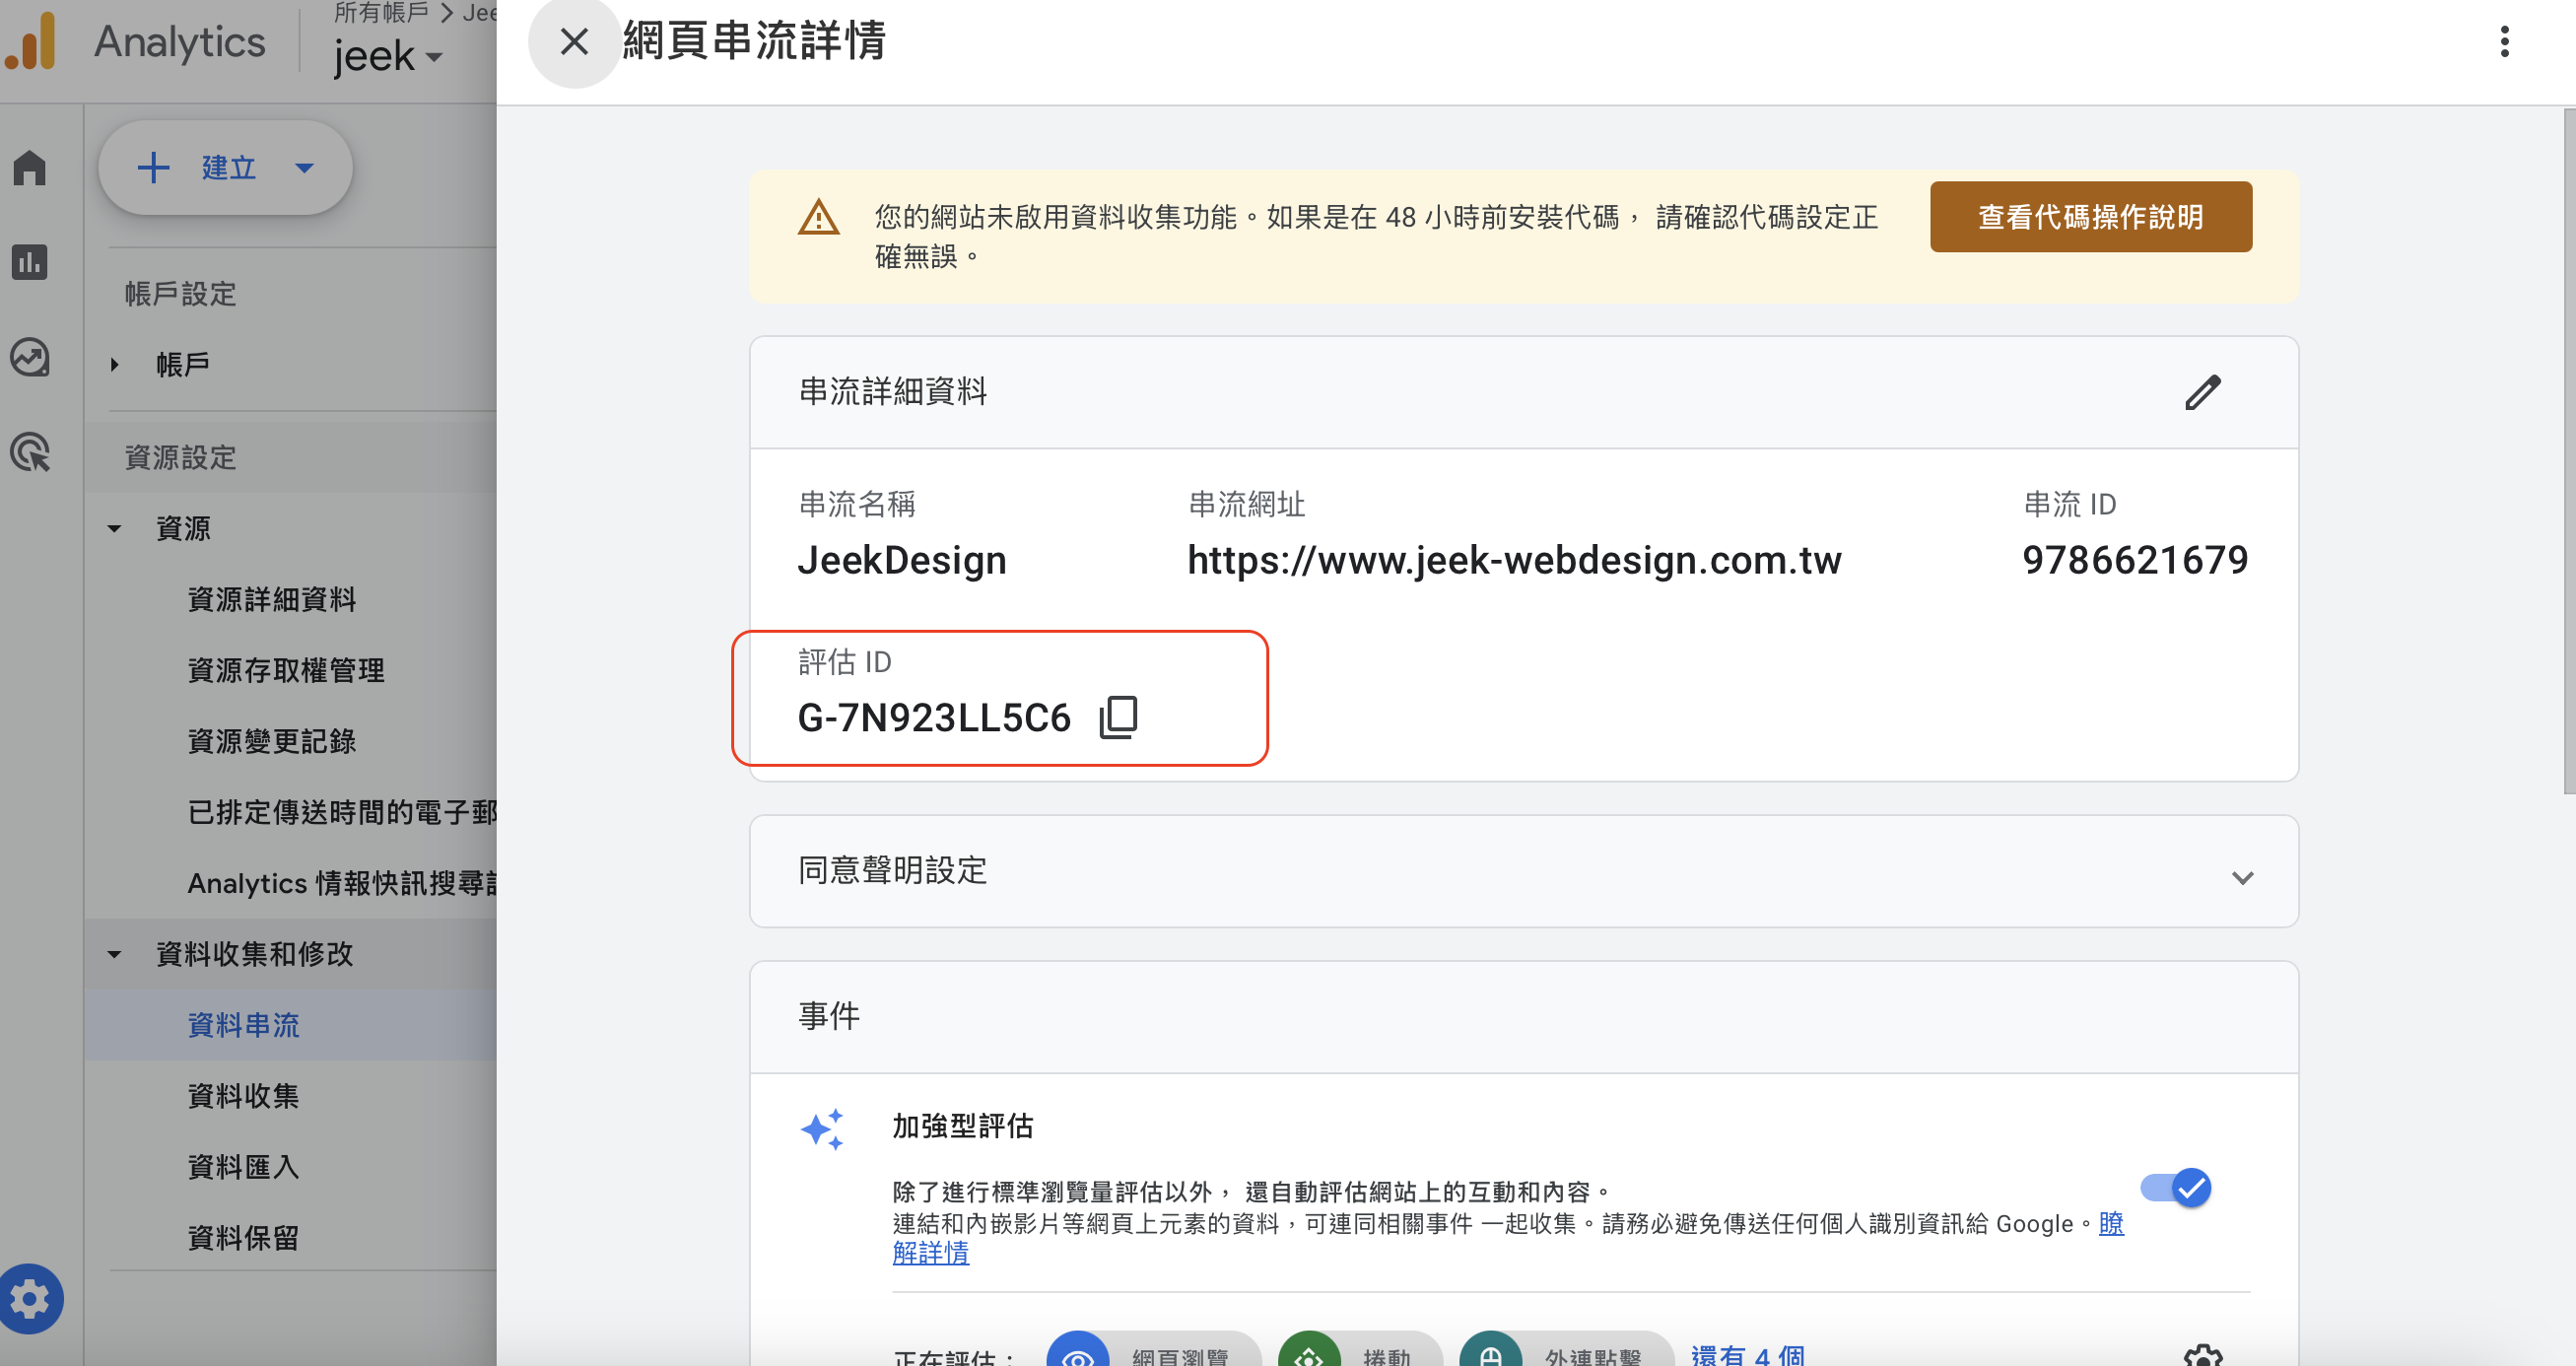 Analytics
所有帳戶 > Jee
jeek
建立
帳戶設定
帳戶
資源設定
資源
資源詳細資料
資源存取權管理
資源變更記錄
已排定傳送時間的電子郵
Analytics 情報快訊搜尋
資料收集和修改
資料串流
資料收集
資料匯入
資料保留
網頁串流詳情
您的網站未啟用資料收集功能。如果是在 48 小時前安裝代碼， 請確認代碼設定正
確無誤。
查看代碼操作說明
串流詳細資料
串流名稱
JeekDesign
串流網址
https://www.jeek-webdesign.com.tw
串流 ID
9786621679
評估 ID
G-7N923LL5C6
同意聲明設定
事件
加強型評估
除了進行標準瀏覽量評估以外， 還自動評估網站上的互動和內容。
連結和內嵌影片等網頁上元素的資料，可連同相關事件 一起收集。請務必避免傳送任何個人識別資訊給 Google。瞭
解詳情
正在評估：
網頁瀏覽
捲動
外連點擊
還有 4 個